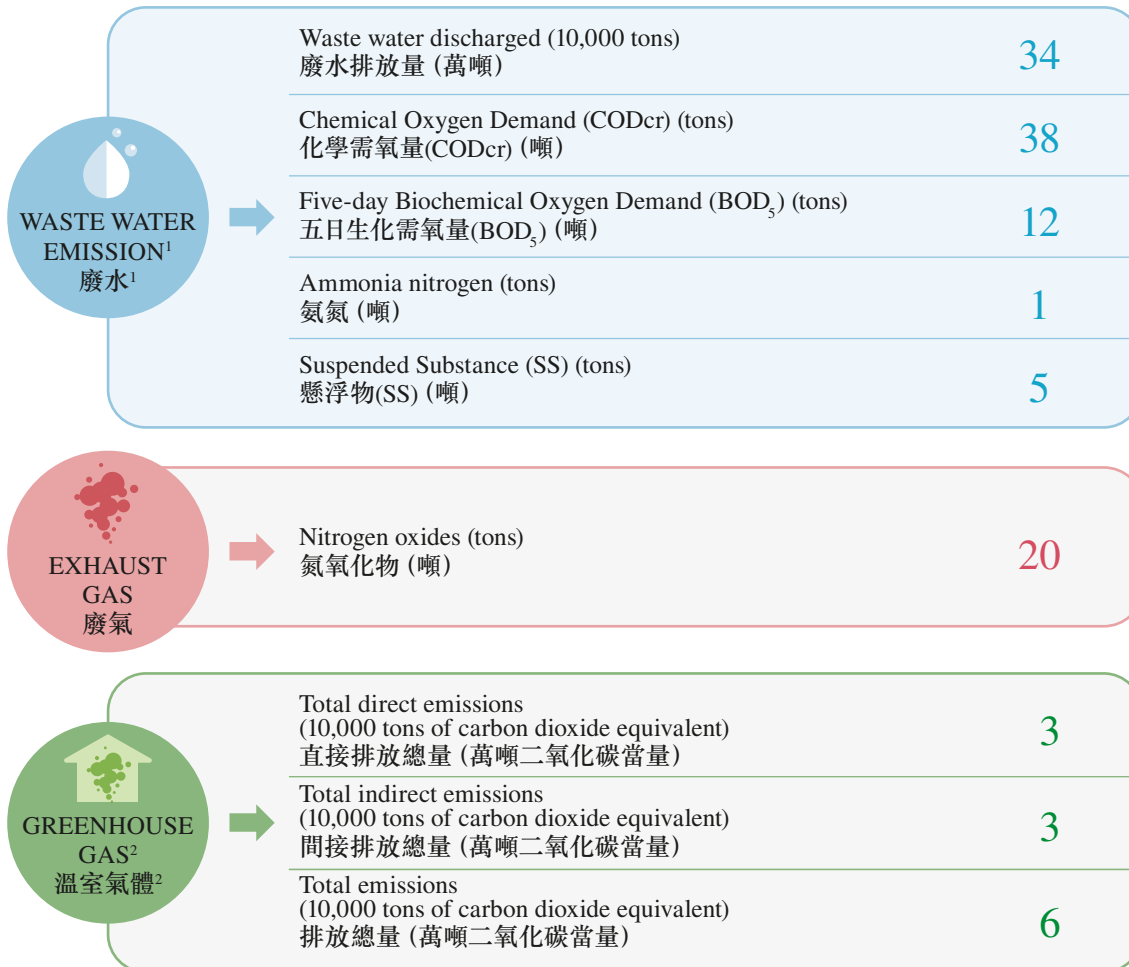 WASTE WATER
EMISSION¹
廢水¹
Waste water discharged (10,000 tons)
廢水排放量 (萬噸)
34
Chemical Oxygen Demand (CODcr) (tons)
化學需氧量(CODcr) (噸)
38
Five-day Biochemical Oxygen Demand (BOD₅) (tons)
五日生化需氧量(BOD₅) (噸)
12
Ammonia nitrogen (tons)
氨氮 (噸)
1
Suspended Substance (SS) (tons)
懸浮物(SS) (噸)
5
EXHAUST
GAS
廢氣
Nitrogen oxides (tons)
氮氧化物 (噸)
20
GREENHOUSE
GAS²
溫室氣體²
Total direct emissions
(10,000 tons of carbon dioxide equivalent)
直接排放總量 (萬噸二氧化碳當量)
3
Total indirect emissions
(10,000 tons of carbon dioxide equivalent)
間接排放總量 (萬噸二氧化碳當量)
3
Total emissions
(10,000 tons of carbon dioxide equivalent)
排放總量 (萬噸二氧化碳當量)
6